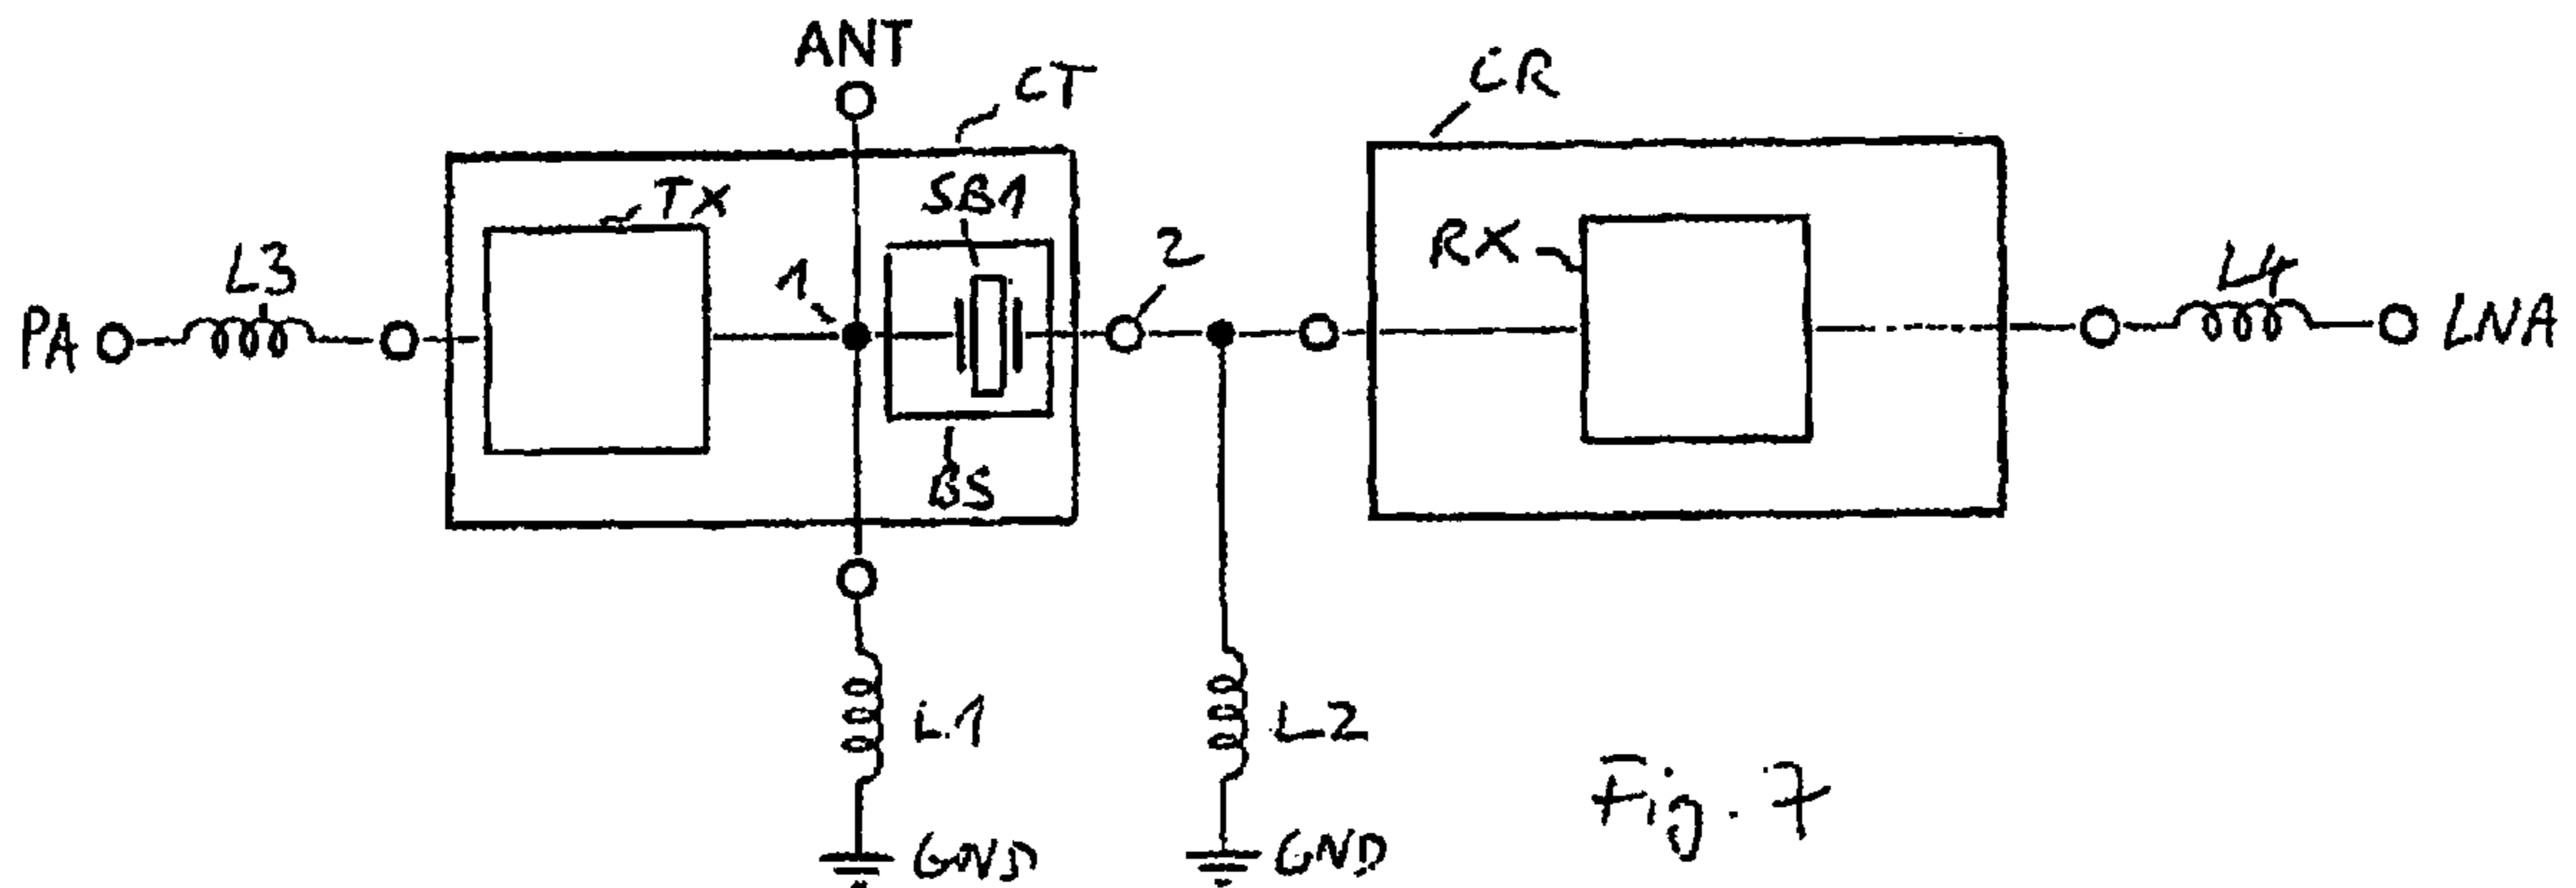 ANT
CT
CR
TX
SB1
RX
L3
1
2
L4
PA
LNA
BS
L1
L2
GND
GND
Fig. 7